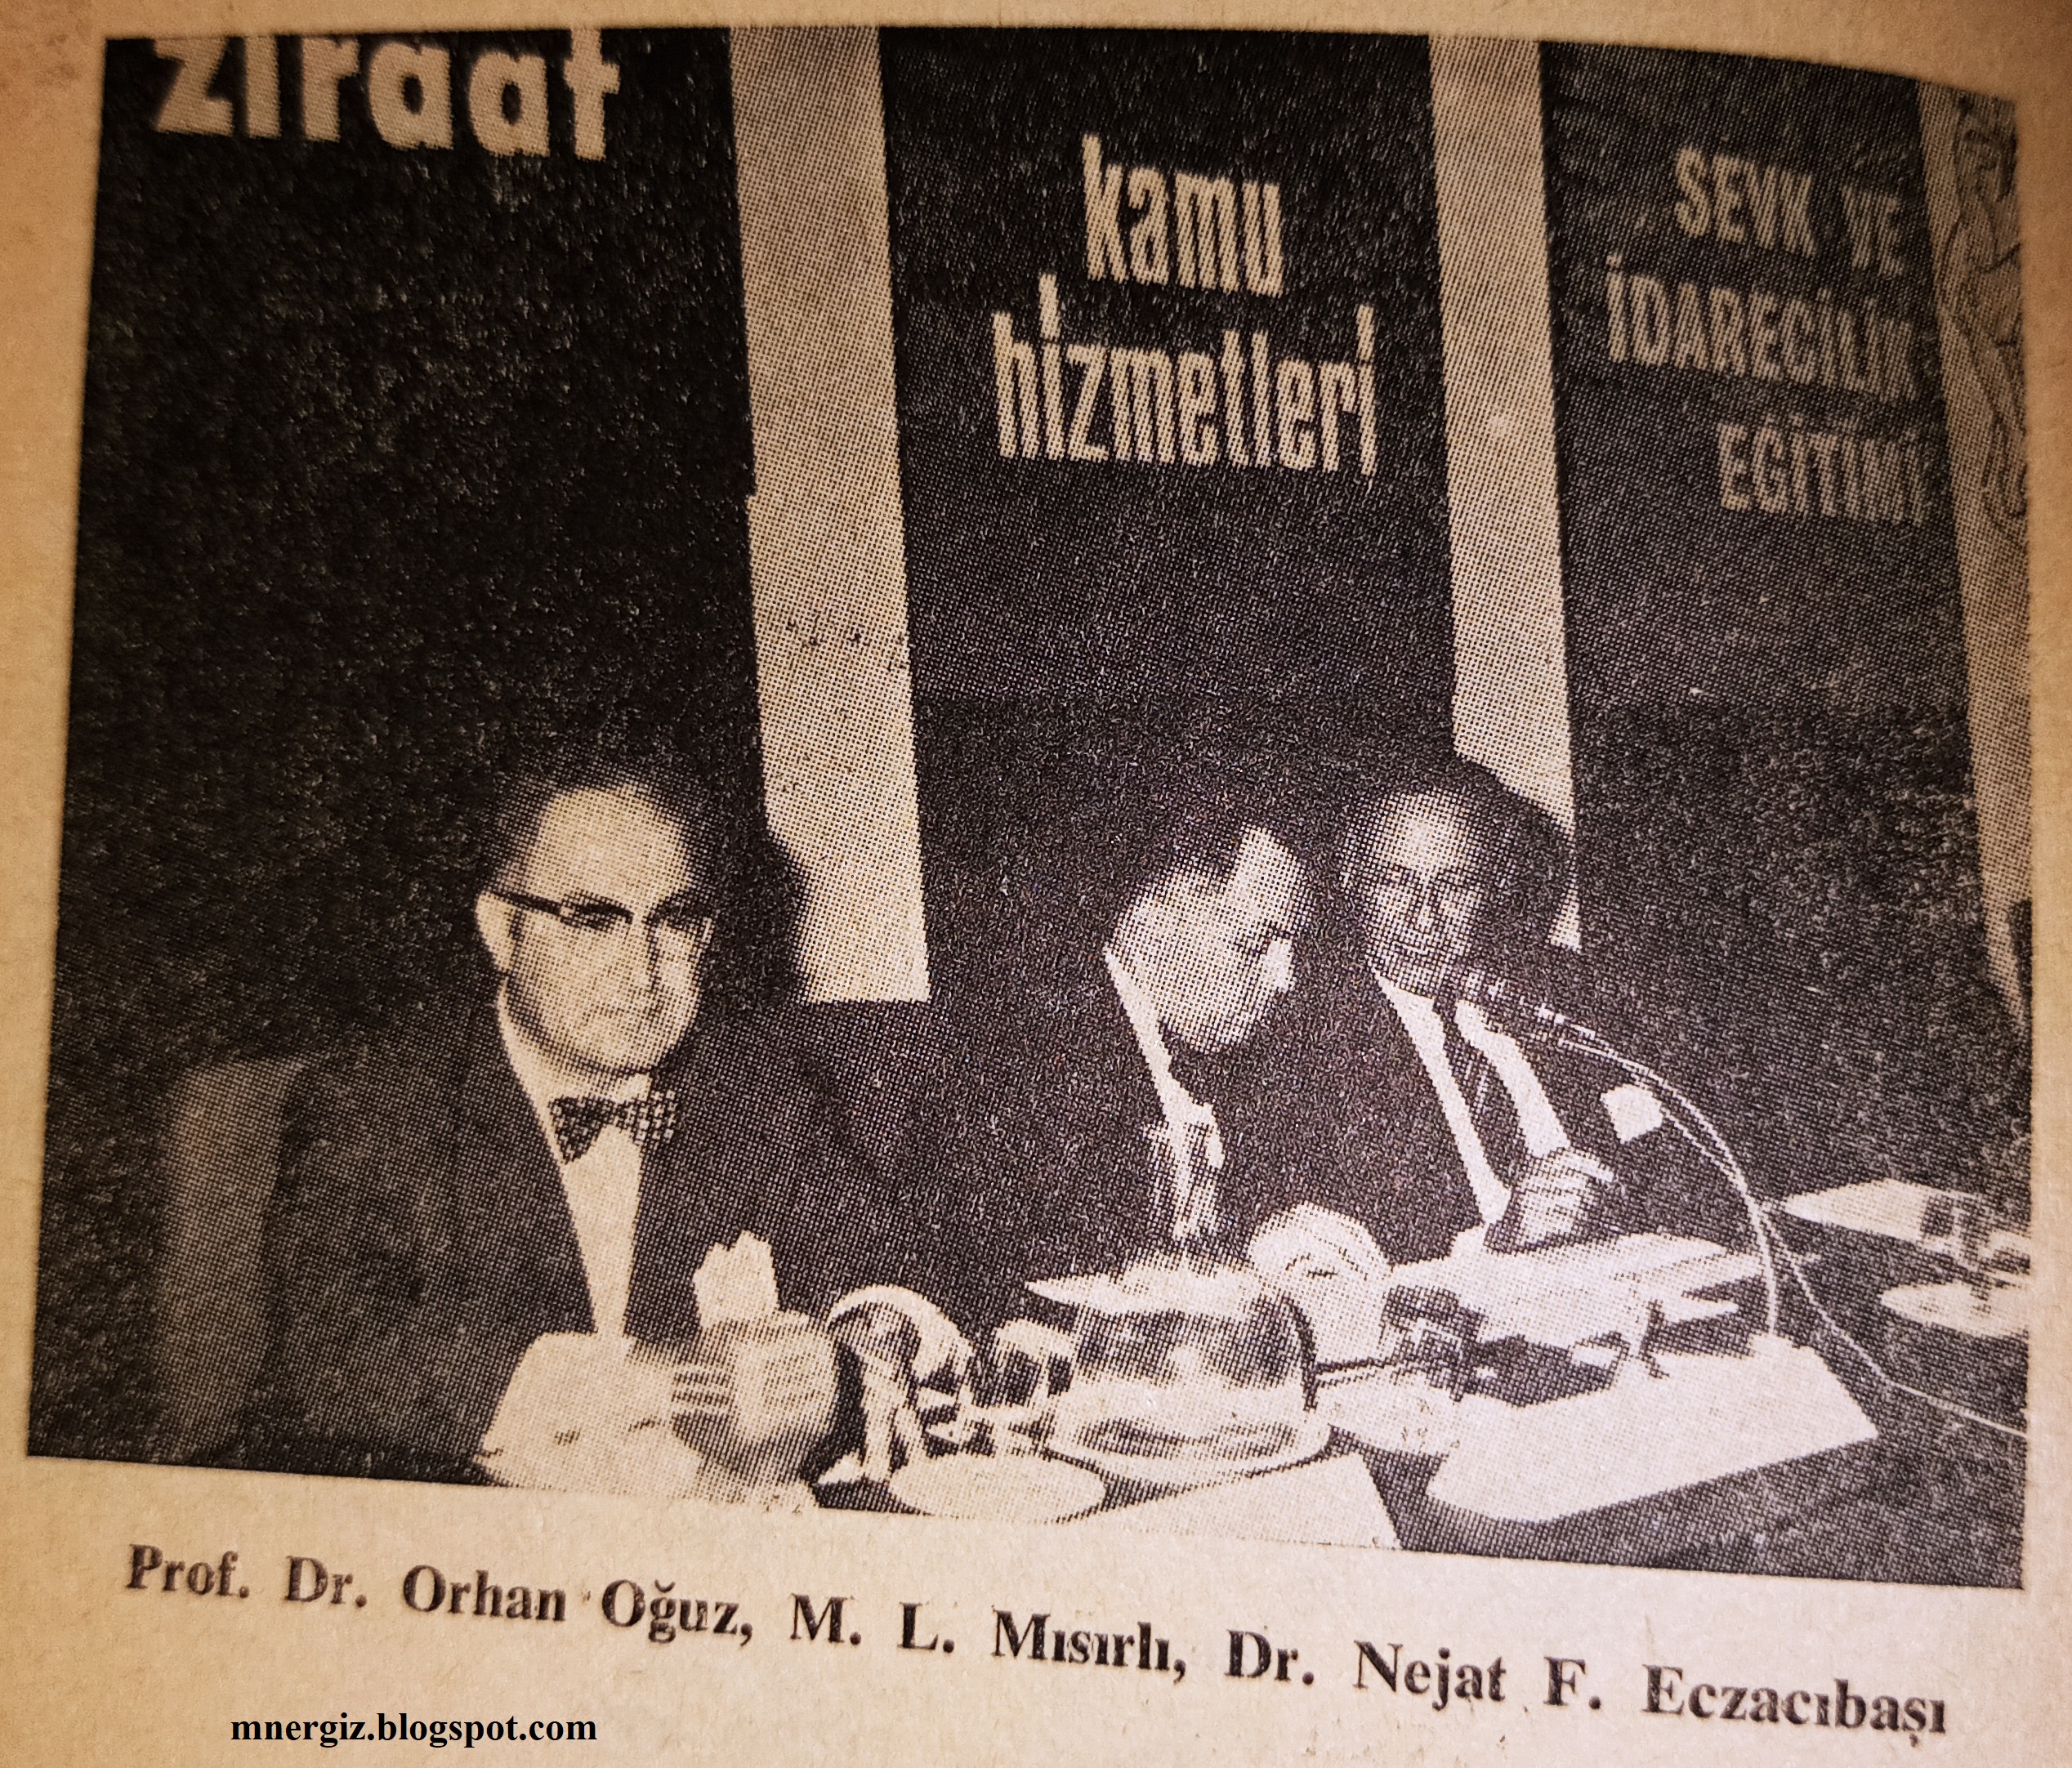 ziraat
kamu
hizmetleri
SEVK VE
İDARECİLİK
EĞİTİMİ
Prof. Dr. Orhan Oğuz, M. L. Mısırlı, Dr. Nejat F. Eczacıbaşı
mnergiz.blogspot.com